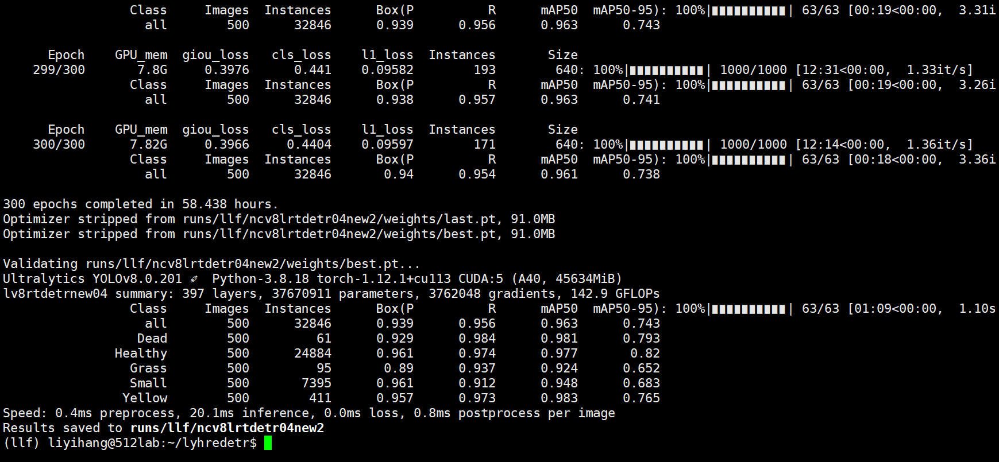 Class Images Instances Box(P R mAP50 mAP50-95): 100%|██████████| 63/63 [00:19<00:00, 3.31i
all 500 32846 0.939 0.956 0.963 0.743
Epoch GPU_mem giou_loss cls_loss l1_loss Instances Size
299/300 7.8G 0.3976 0.441 0.09582 193 640: 100%|██████████| 1000/1000 [12:31<00:00, 1.33it/s]
Class Images Instances Box(P R mAP50 mAP50-95): 100%|██████████| 63/63 [00:19<00:00, 3.26i
all 500 32846 0.938 0.957 0.963 0.741
Epoch GPU_mem giou_loss cls_loss l1_loss Instances Size
300/300 7.82G 0.3966 0.4404 0.09597 171 640: 100%|██████████| 1000/1000 [12:14<00:00, 1.36it/s]
Class Images Instances Box(P R mAP50 mAP50-95): 100%|██████████| 63/63 [00:18<00:00, 3.36i
all 500 32846 0.94 0.954 0.961 0.738
300 epochs completed in 58.438 hours.
Optimizer stripped from runs/llf/ncv8lrtdetr04new2/weights/last.pt, 91.0MB
Optimizer stripped from runs/llf/ncv8lrtdetr04new2/weights/best.pt, 91.0MB
Validating runs/llf/ncv8lrtdetr04new2/weights/best.pt...
Ultralytics YOLOv8.0.201 🚀 Python-3.8.18 torch-1.12.1+cu113 CUDA:5 (A40, 45634MiB)
lv8rtdetrnew04 summary: 397 layers, 37670911 parameters, 3762048 gradients, 142.9 GFLOPs
Class Images Instances Box(P R mAP50 mAP50-95): 100%|██████████| 63/63 [01:09<00:00, 1.10s
all 500 32846 0.939 0.956 0.963 0.743
Dead 500 61 0.929 0.984 0.981 0.793
Healthy 500 24884 0.961 0.974 0.977 0.82
Grass 500 95 0.89 0.937 0.924 0.652
Small 500 7395 0.961 0.912 0.948 0.683
Yellow 500 411 0.957 0.973 0.983 0.765
Speed: 0.4ms preprocess, 20.1ms inference, 0.0ms loss, 0.8ms postprocess per image
Results saved to runs/llf/ncv8lrtdetr04new2
(llf) liyihang@512lab:~/lyhredetr$